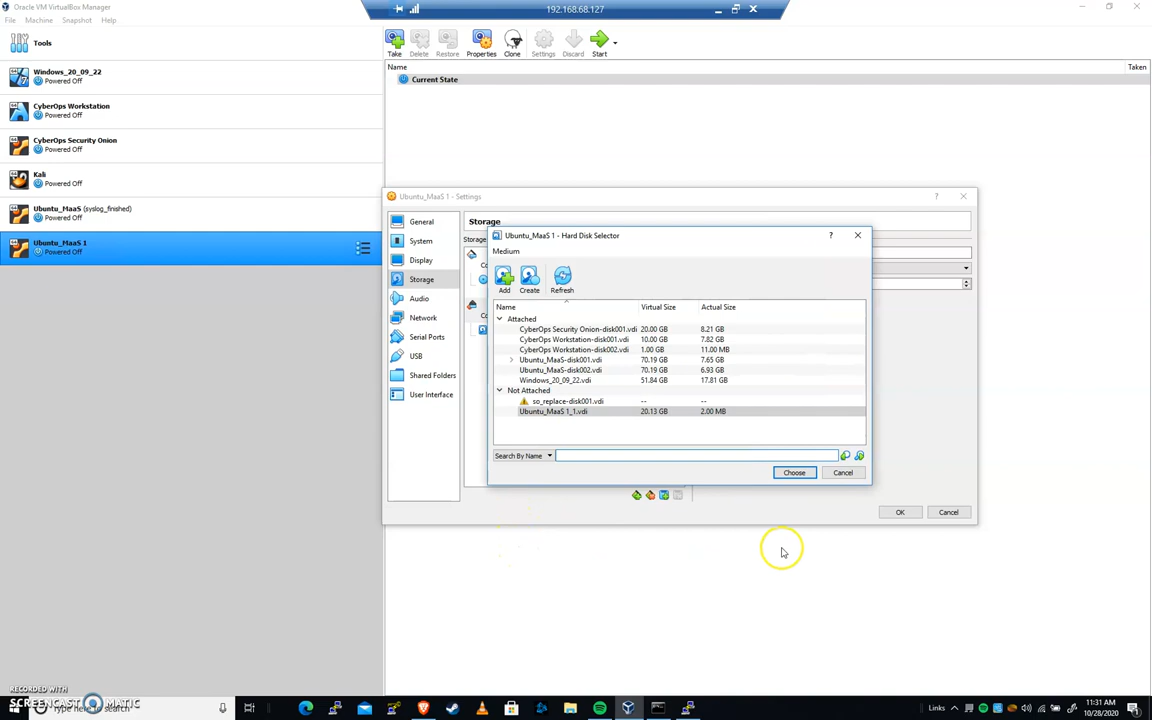 Oracle VM VirtualBox Manager
192.168.68.127
File Machine Snapshot Help
Tools
Take Delete Restore Properties Clone Settings Discard Start
Name Taken
Current State
Windows_20_09_22
Powered Off
CyberOps Workstation
Powered Off
CyberOps Security Onion
Powered Off
Kali
Powered Off
Ubuntu_MaaS (syslog_finished)
Powered Off
Ubuntu_MaaS 1
Powered Off
Ubuntu_MaaS 1 - Settings
General
System
Display
Storage
Audio
Network
Serial Ports
USB
Shared Folders
User Interface
Storage
Storage
Ubuntu_MaaS 1 - Hard Disk Selector
Medium
Add Create Refresh
Name Virtual Size Actual Size
Attached
CyberOps Security Onion-disk001.vdi 20.00 GB 8.21 GB
CyberOps Workstation-disk001.vdi 10.00 GB 7.82 GB
CyberOps Workstation-disk002.vdi 1.00 GB 11.00 MB
Ubuntu_MaaS-disk001.vdi 70.19 GB 7.65 GB
Ubuntu_MaaS-disk002.vdi 70.19 GB 6.93 GB
Windows_20_09_22.vdi 51.84 GB 17.81 GB
Not Attached
so_replace-disk001.vdi -- --
Ubuntu_MaaS 1_1.vdi 20.13 GB 2.00 MB
Search By Name
Choose Cancel
OK Cancel
RECORDED WITH
SCREENCAST MATIC
Type here to search
Links
11:31 AM
10/28/2020